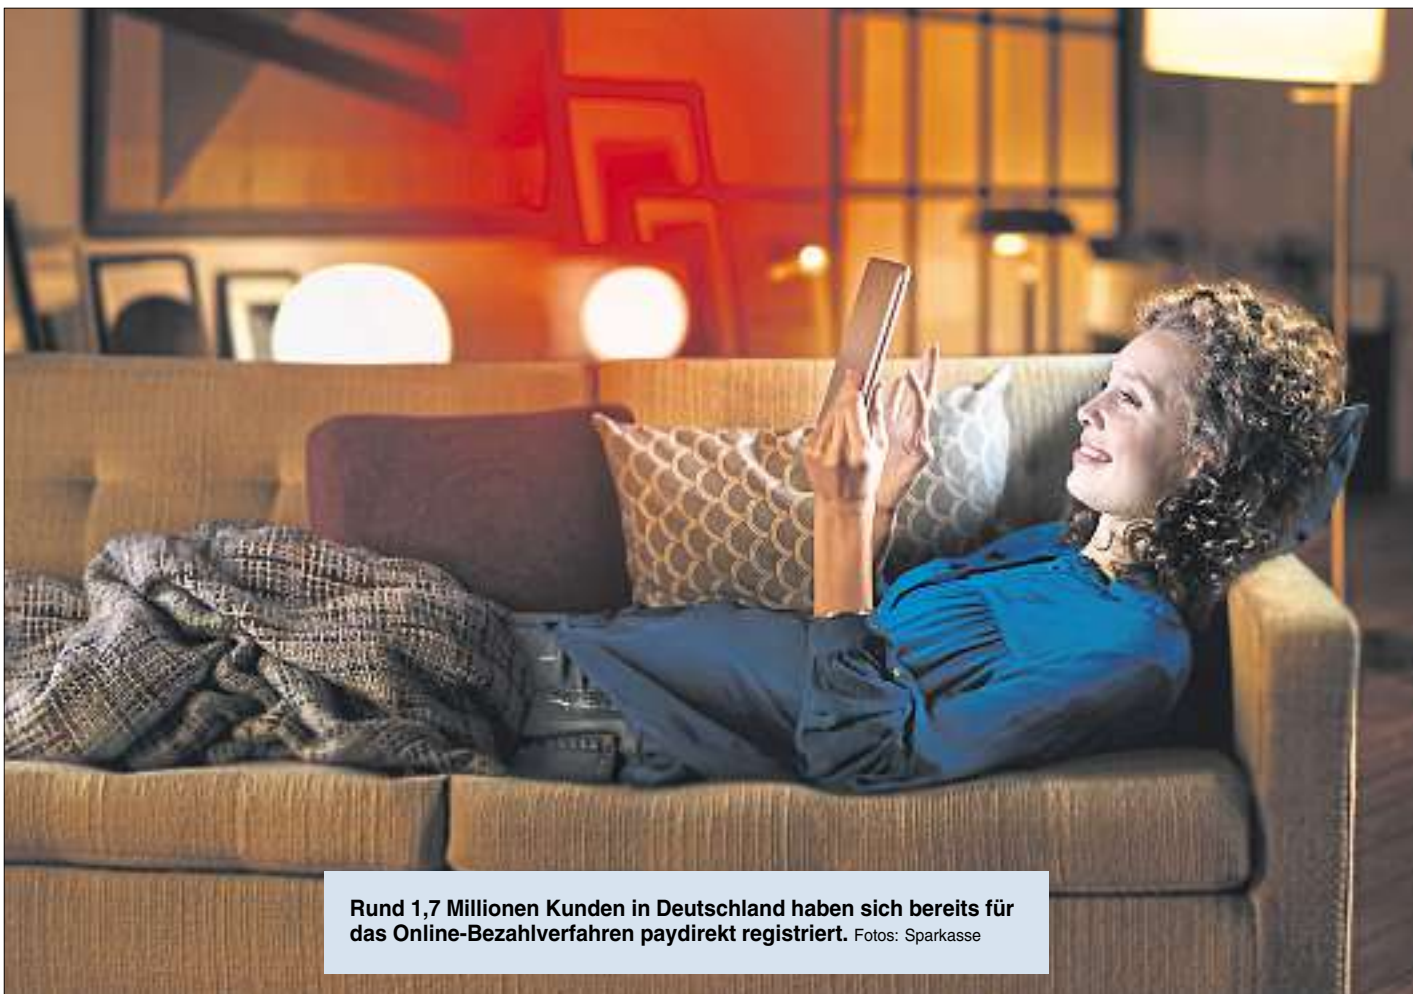 Rund 1,7 Millionen Kunden in Deutschland haben sich bereits für
das Online-Bezahlverfahren paydirekt registriert. Fotos: Sparkasse